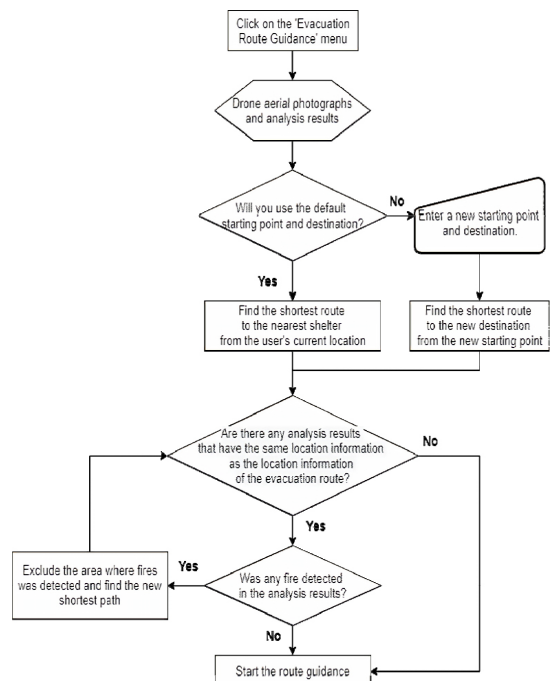 Click on the 'Evacuation
Route Guidance' menu
Drone aerial photographs
and analysis results
Will you use the default
starting point and destination?
No
Enter a new starting point
and destination.
Yes
Find the shortest route
to the nearest shelter
from the user's current location
Find the shortest route
to the new destination
from the new starting point
Are there any analysis results
that have the same location information
as the location information
of the evacuation route?
No
Yes
Exclude the area where fires
was detected and find the new
shortest path
Yes
Was any fire detected
in the analysis results?
No
Start the route guidance